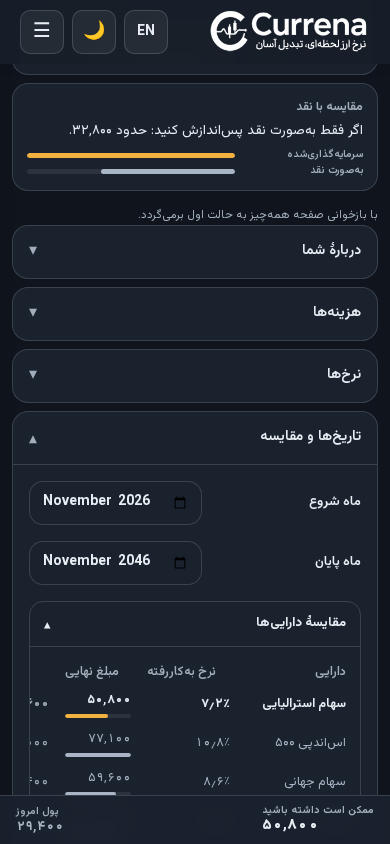 Currena
نرخ ارز لحظه‌ای، تبدیل آسان
EN
مقایسه با نقد
اگر فقط به‌صورت نقد پس‌اندازش کنید: حدود ۳۲,۸۰۰.
سرمایه‌گذاری‌شده
به‌صورت نقد
با بازخوانی صفحه همه‌چیز به حالت اول برمی‌گردد.
دربارهٔ شما
هزینه‌ها
نرخ‌ها
تاریخ‌ها و مقایسه
ماه شروع
November 2026
ماه پایان
November 2046
مقایسهٔ دارایی‌ها
دارایی نرخ به‌کاررفته مبلغ نهایی
سهام استرالیایی ۷٫۲٪ ۵۰,۸۰۰
اس‌اندپی ۵۰۰ ۱۰٫۸٪ ۷۷,۱۰۰
سهام جهانی ۸٫۶٪ ۵۹,۶۰۰
ممکن است داشته باشید
۵۰,۸۰۰
پول امروز
۲۹,۴۰۰